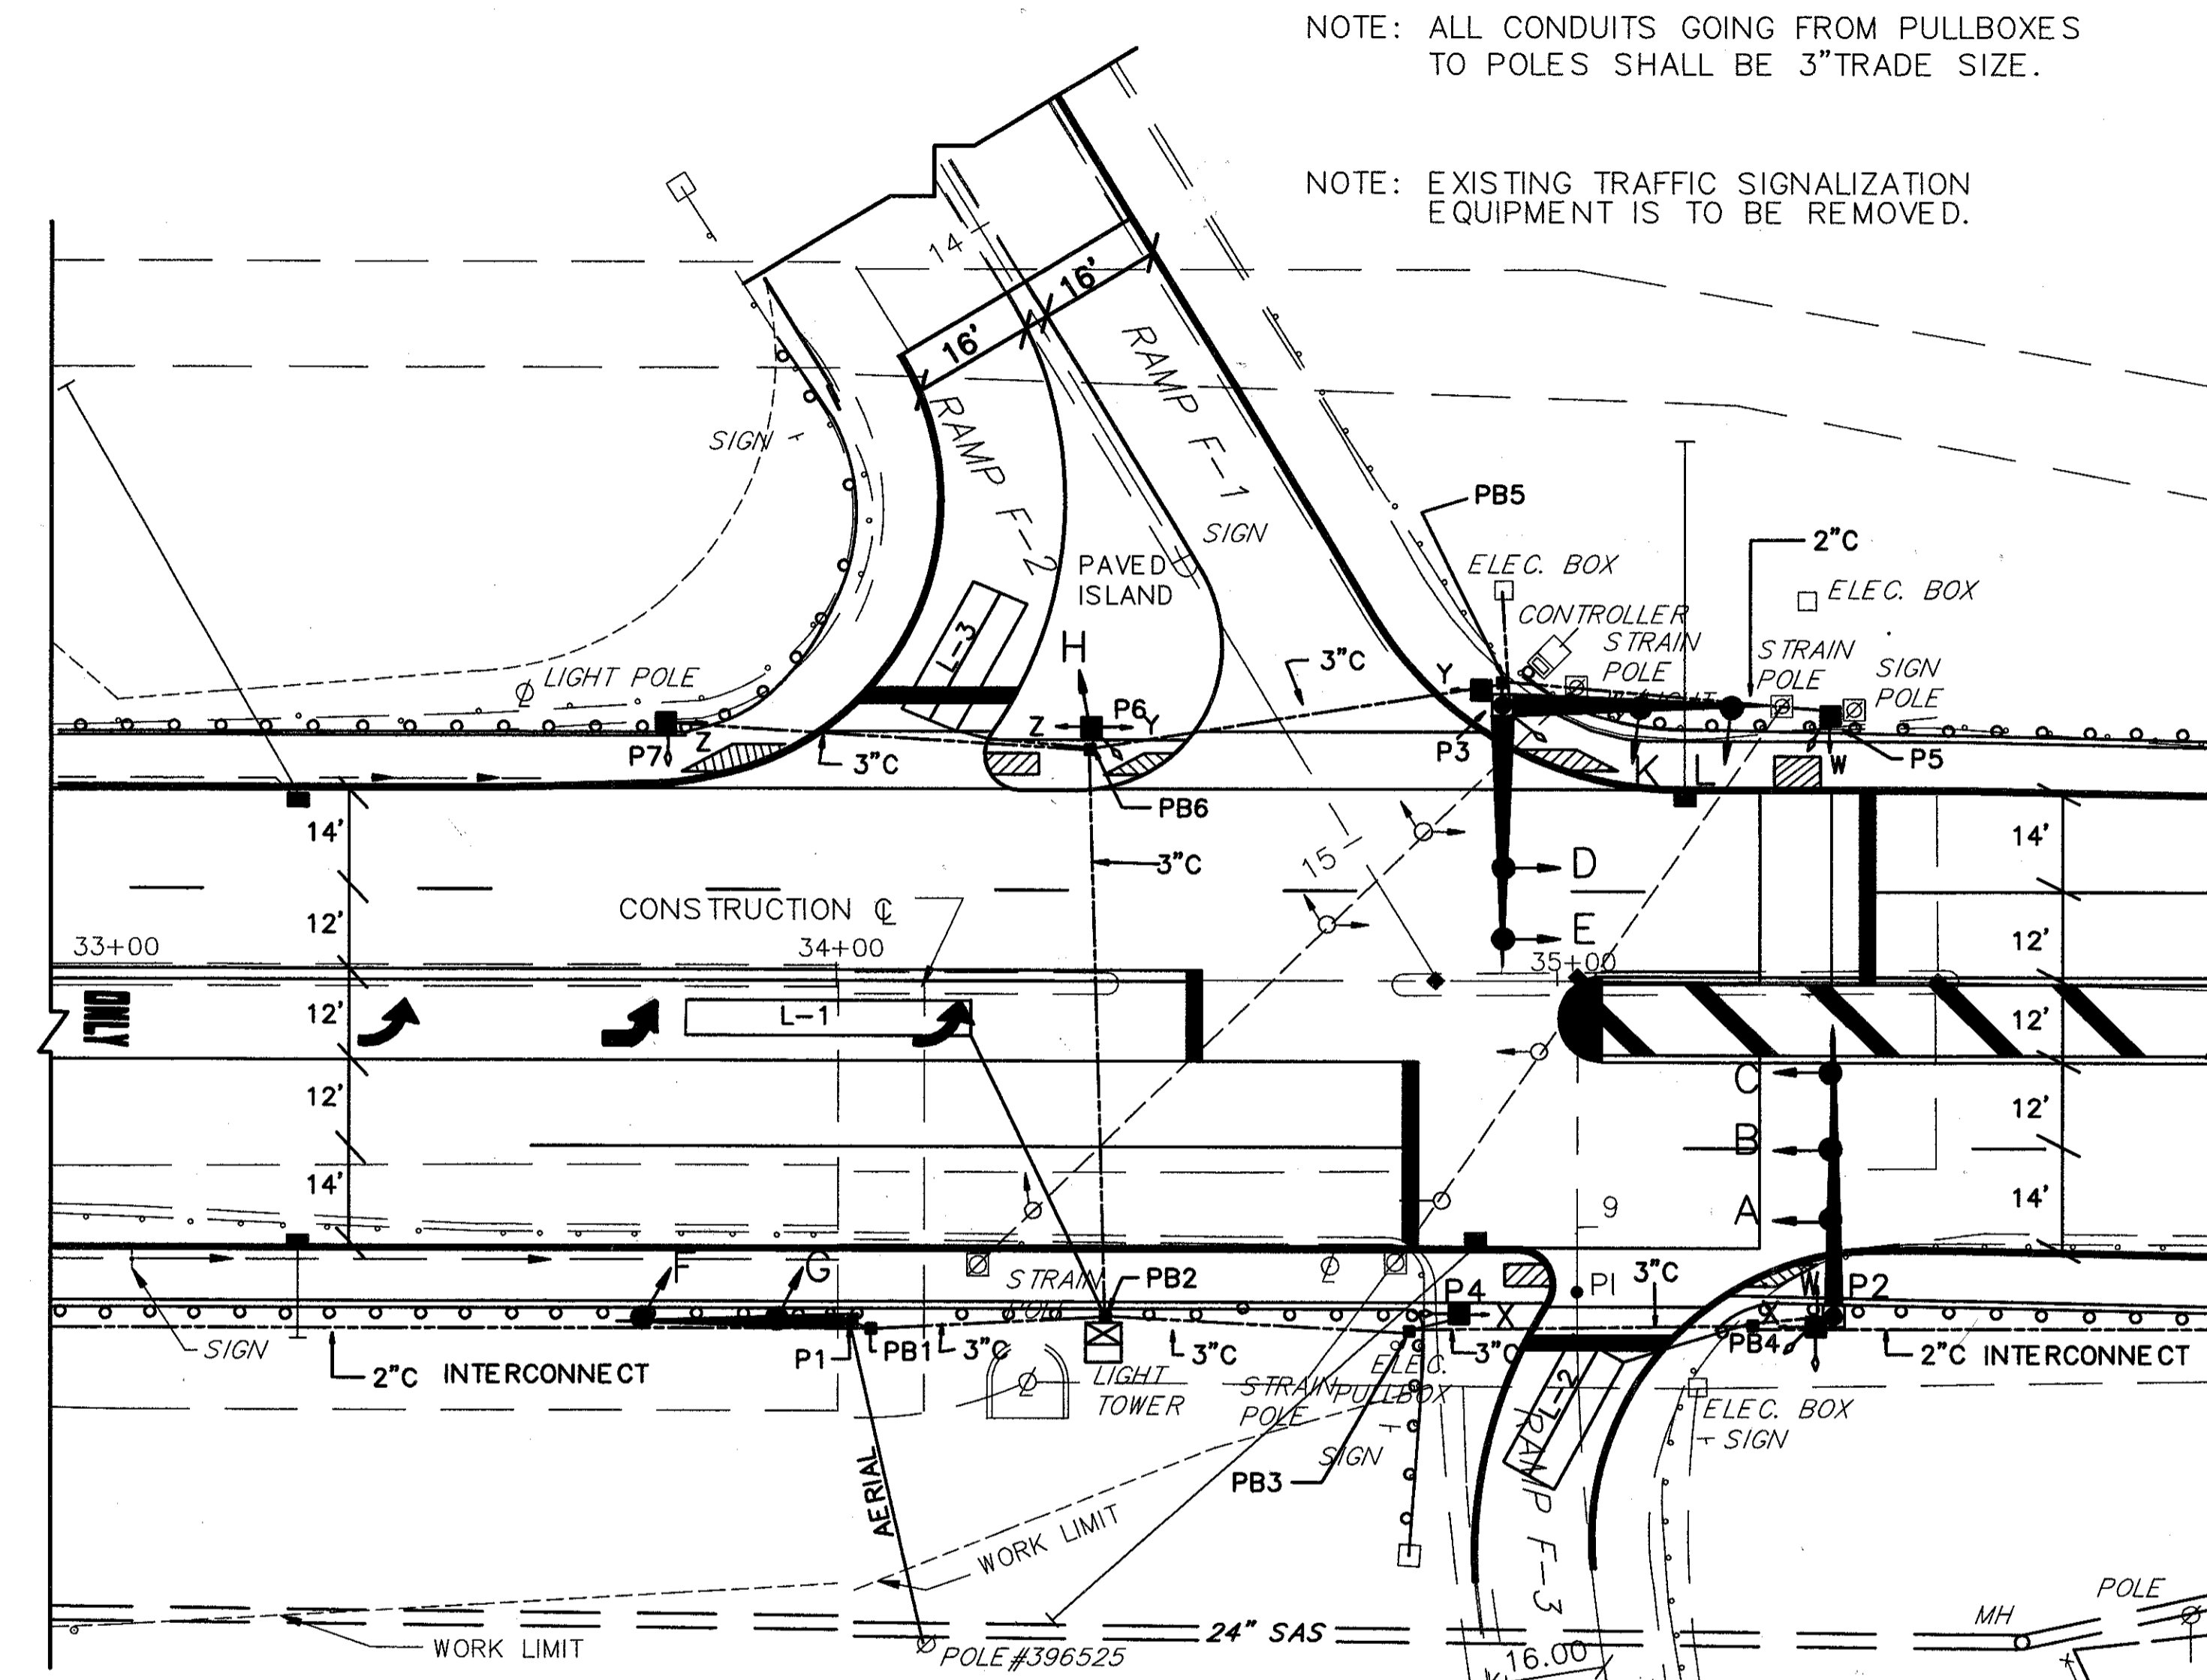 NOTE: ALL CONDUITS GOING FROM PULLBOXES
TO POLES SHALL BE 3"TRADE SIZE.
NOTE: EXISTING TRAFFIC SIGNALIZATION
EQUIPMENT IS TO BE REMOVED.
14
16'
16'
RAMP F-1
RAMP F-2
SIGN
SIGN
PB5
2"C
ELEC. BOX
ELEC. BOX
PAVED
ISLAND
CONTROLLER
STRAIN
POLE
STRAIN
POLE
SIGN
POLE
L-3
H
3"C
Y
LIGHT POLE
P7
Z
3"C
Z
P6
Y
P3
K
L
W
P5
PB6
14'
3"C
15
D
14'
CONSTRUCTION ℄
12'
E
12'
33+00
34+00
35+00
ONLY
12'
L-1
12'
C
12'
B
12'
14'
A
14'
9
F
G
STRAIN
POLE
PB2
P4
X
PI
3"C
W
P2
X
SIGN
2"C INTERCONNECT
P1
PB1
3"C
3"C
3"C
PB4
2"C INTERCONNECT
LIGHT
TOWER
STRAIN
POLE
ELEC.
PULLBOX
L-2
ELEC. BOX
SIGN
SIGN
PB3
RAMP F-3
AERIAL
WORK LIMIT
WORK LIMIT
POLE #396525
24" SAS
16.00
MH
POLE